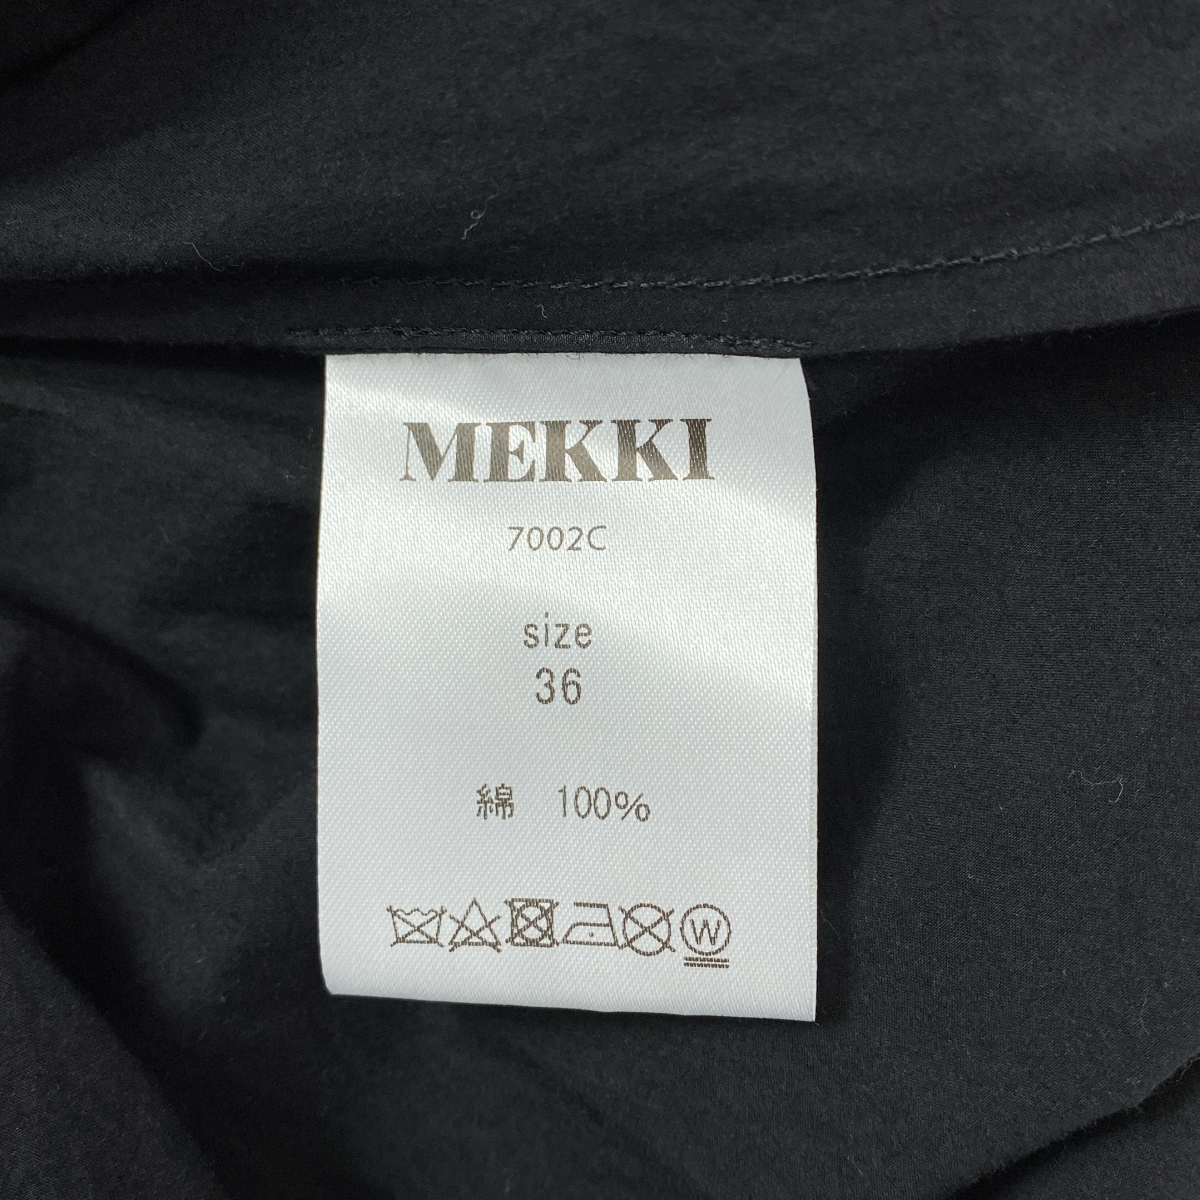 MEKKI
7002C
size
36
綿 100%
W